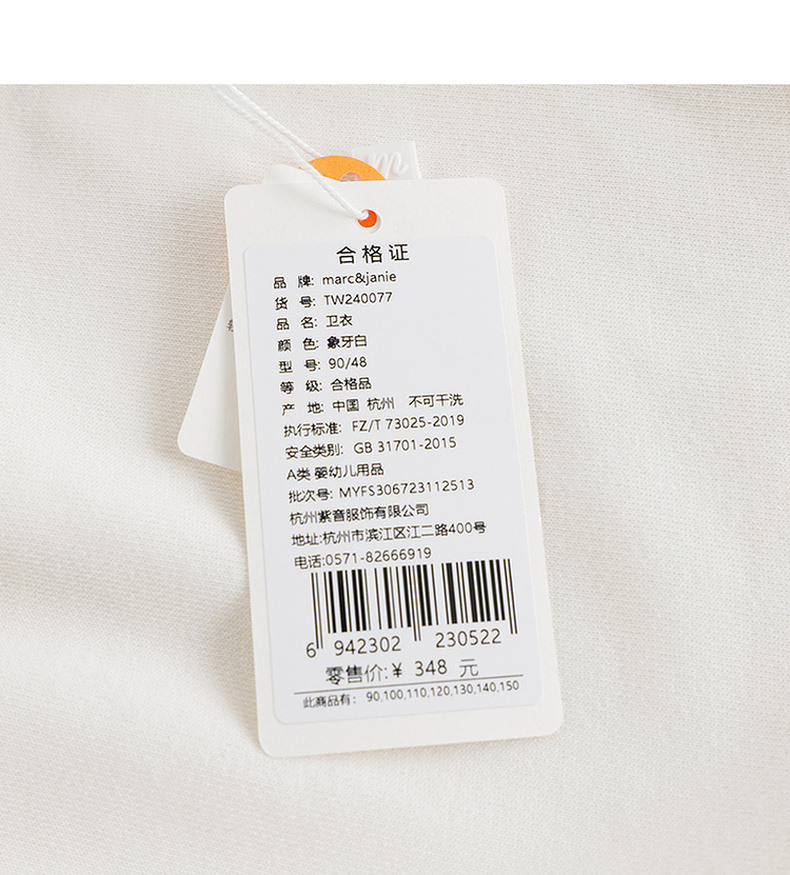 m
合格证
品 牌: marc&janie
货 号: TW240077
品 名: 卫衣
颜 色: 象牙白
型 号: 90/48
等 级: 合格品
产 地: 中国 杭州 不可干洗
执行标准: FZ/T 73025-2019
安全类别: GB 31701-2015
A类 婴幼儿用品
批次号: MYFS306723112513
杭州紫音服饰有限公司
地址:杭州市滨江区江二路400号
电话:0571-82666919
6 942302 230522
零售价:¥ 348 元
此商品有: 90,100,110,120,130,140,150